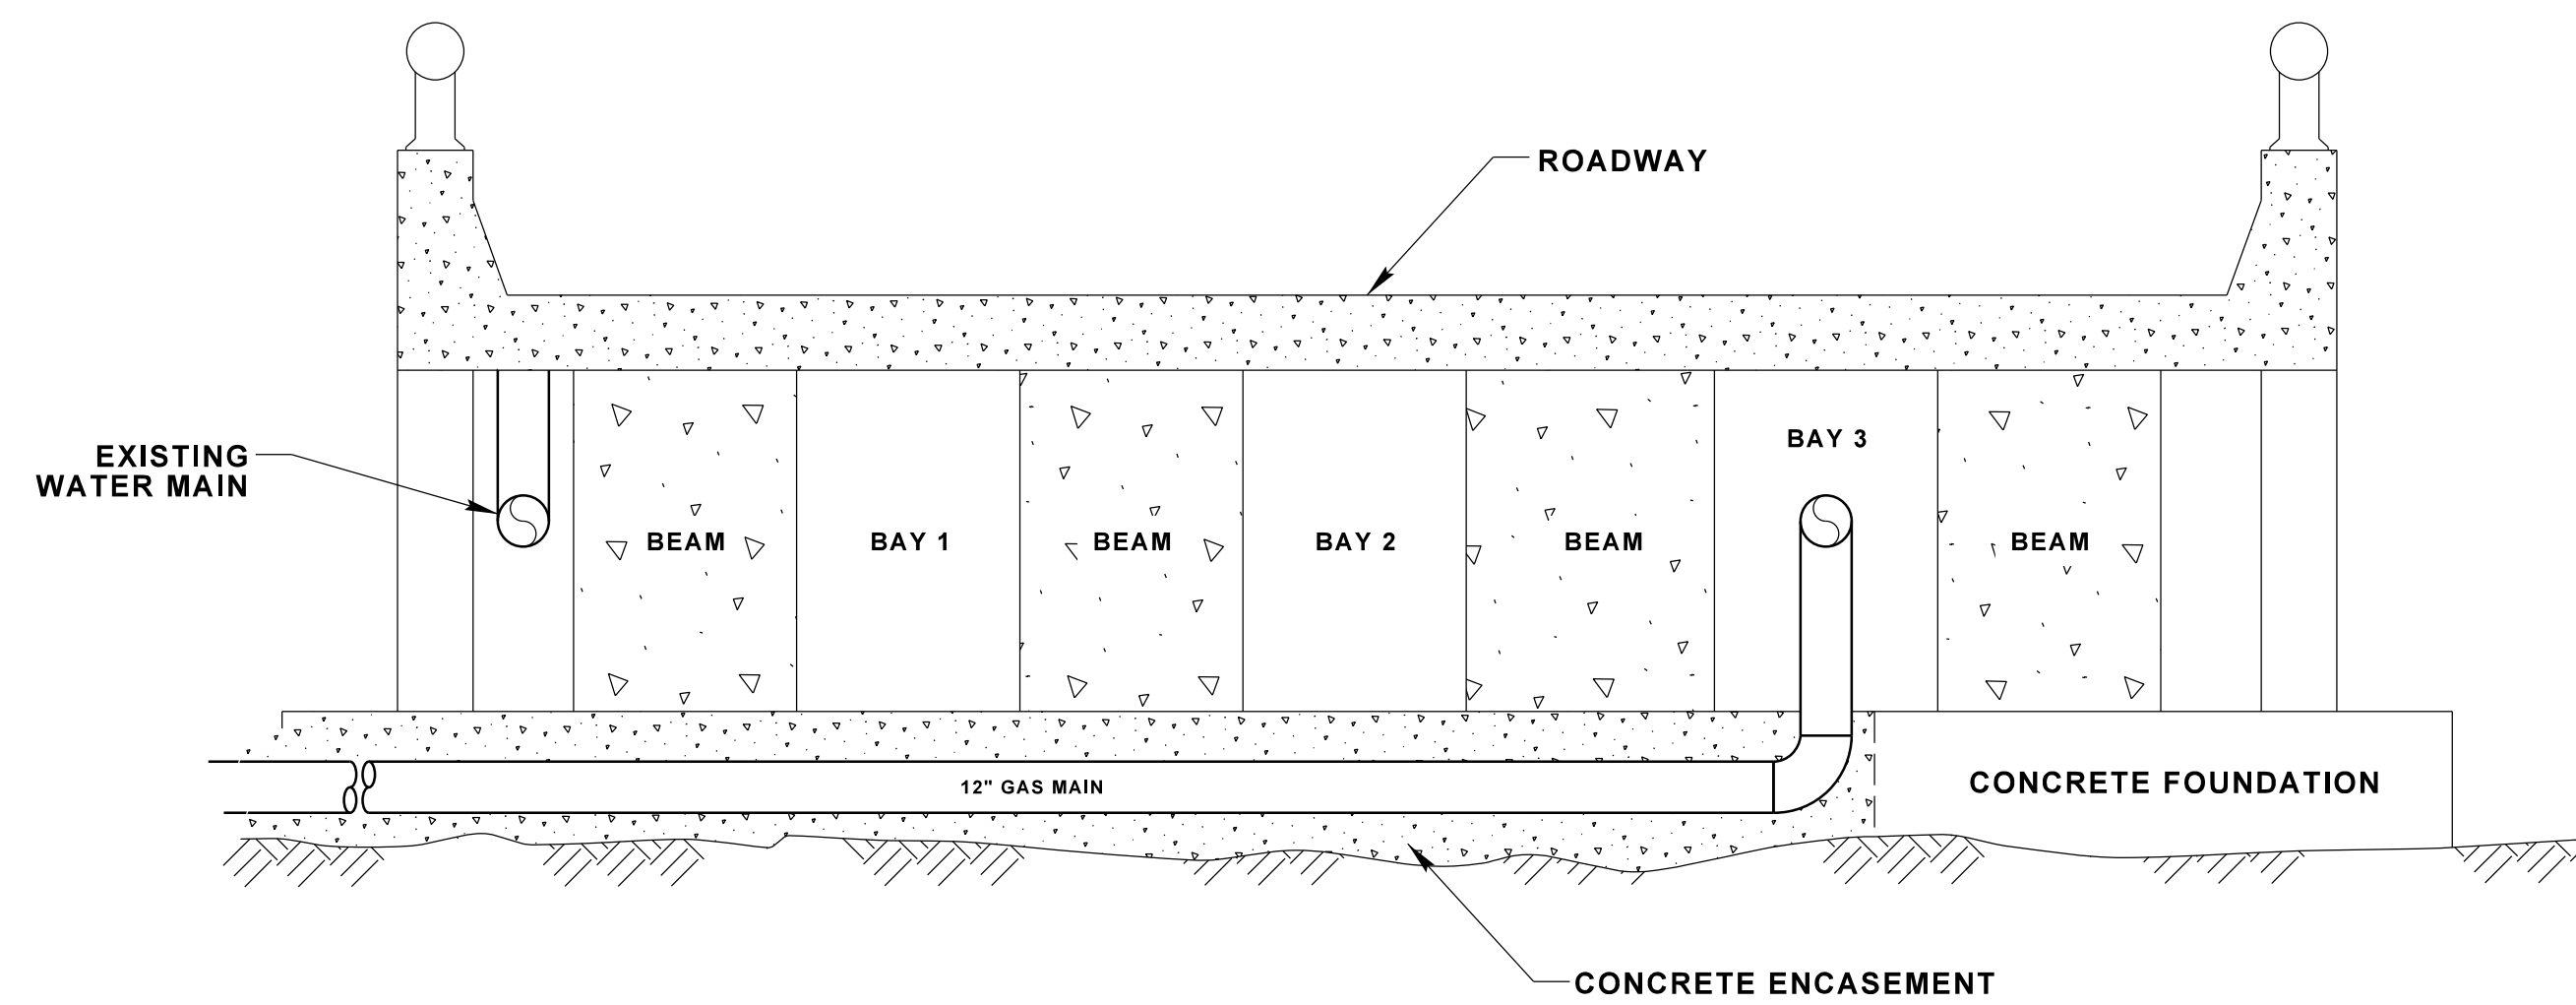 ROADWAY
BAY 3
EXISTING
WATER MAIN
BEAM
BAY 1
BEAM
BAY 2
BEAM
BEAM
12" GAS MAIN
CONCRETE FOUNDATION
CONCRETE ENCASEMENT